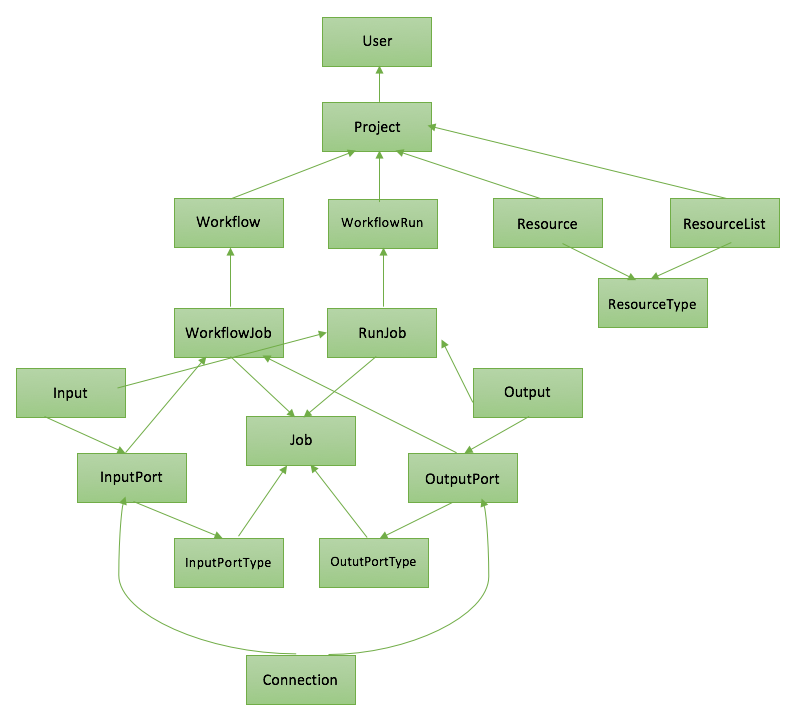 User
Project
Workflow
WorkflowRun
Resource
ResourceList
ResourceType
WorkflowJob
RunJob
Input
Output
Job
InputPort
OutputPort
InputPortType
OututPortType
Connection